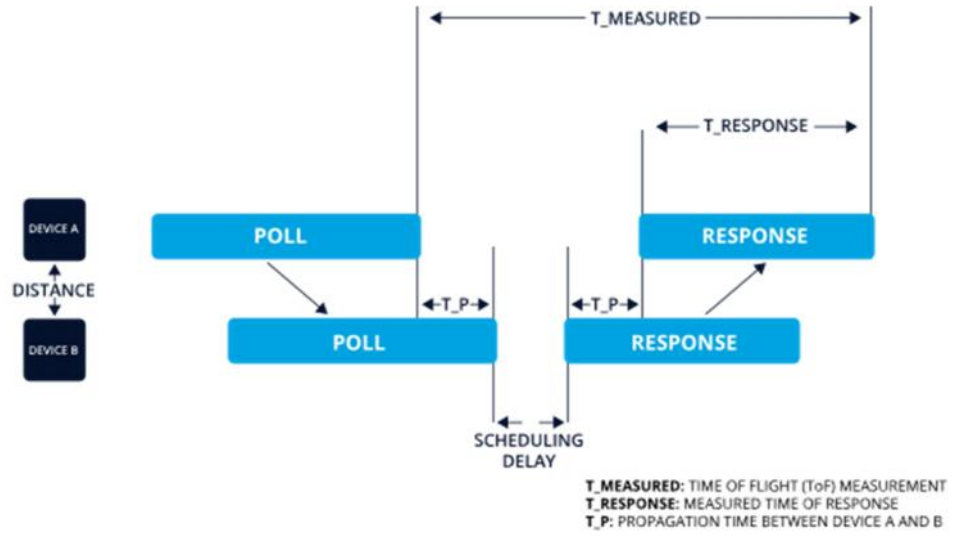 T_MEASURED
T_RESPONSE
DEVICE A
POLL
RESPONSE
DISTANCE
T_P
T_P
DEVICE B
POLL
RESPONSE
SCHEDULING
DELAY
T_MEASURED: TIME OF FLIGHT (ToF) MEASUREMENT
T_RESPONSE: MEASURED TIME OF RESPONSE
T_P: PROPAGATION TIME BETWEEN DEVICE A AND B